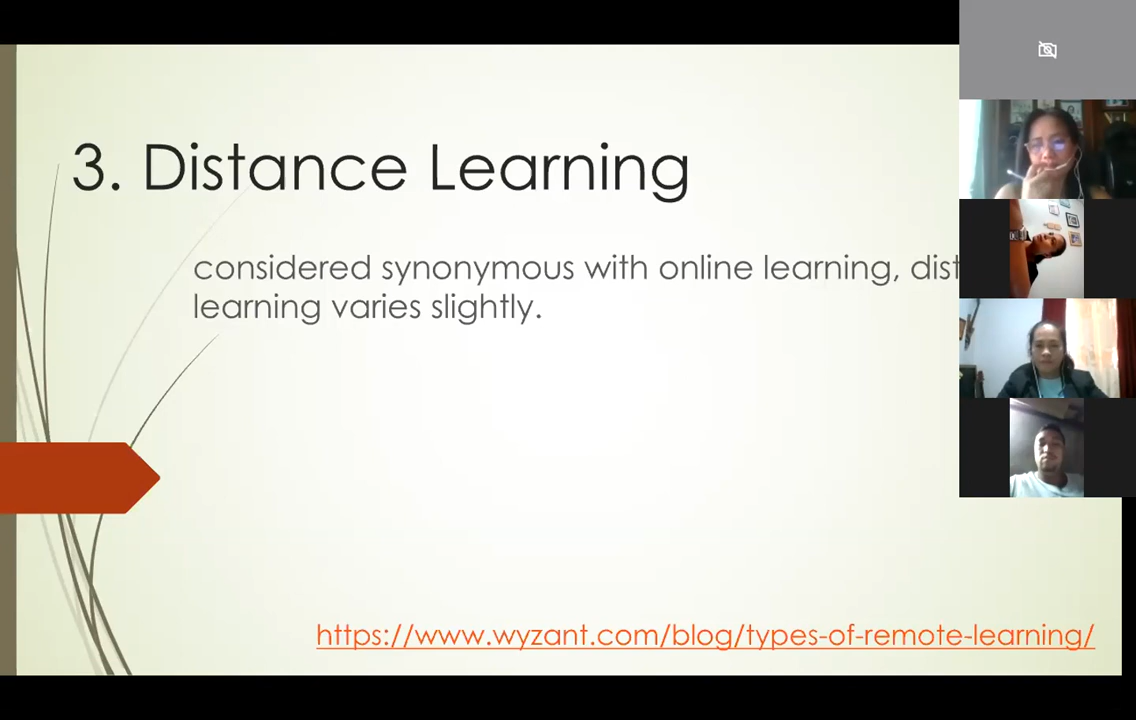 3. Distance Learning
considered synonymous with online learning,
learning varies slightly.
https://www.wyzant.com/blog/types-of-remote-learning/